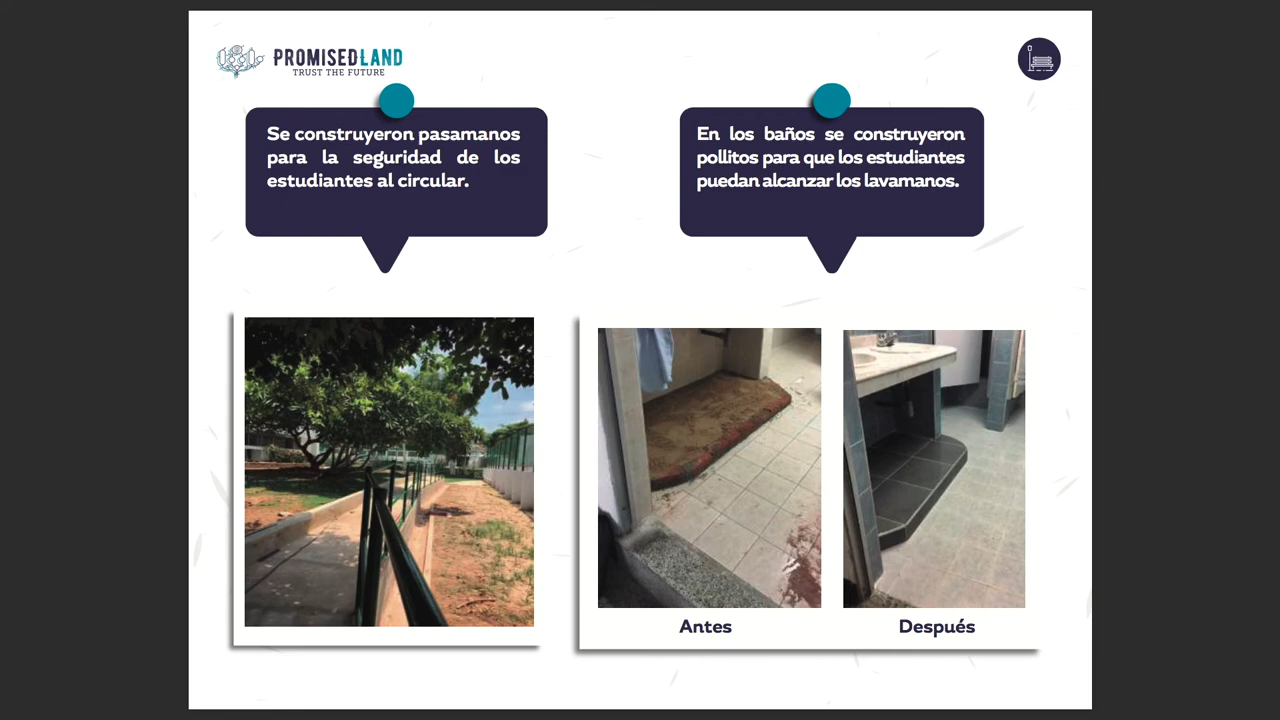 PROMISEDLAND
TRUST THE FUTURE
Se construyeron pasamanos
para la seguridad de los
estudiantes al circular.
En los baños se construyeron
pollitos para que los estudiantes
puedan alcanzar los lavamanos.
Antes
Después